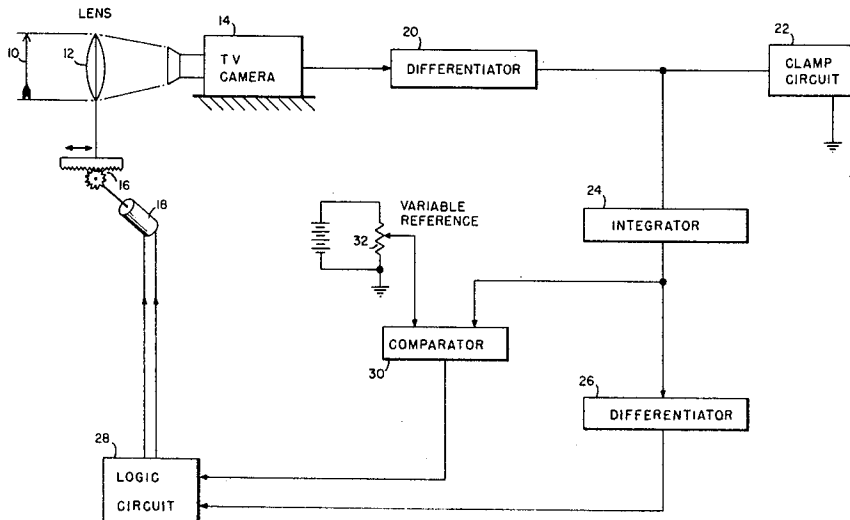 LENS
10
12
14
TV
CAMERA
20
DIFFERENTIATOR
22
CLAMP
CIRCUIT
16
18
24
INTEGRATOR
VARIABLE
REFERENCE
32
COMPARATOR
30
26
DIFFERENTIATOR
28
LOGIC
CIRCUIT